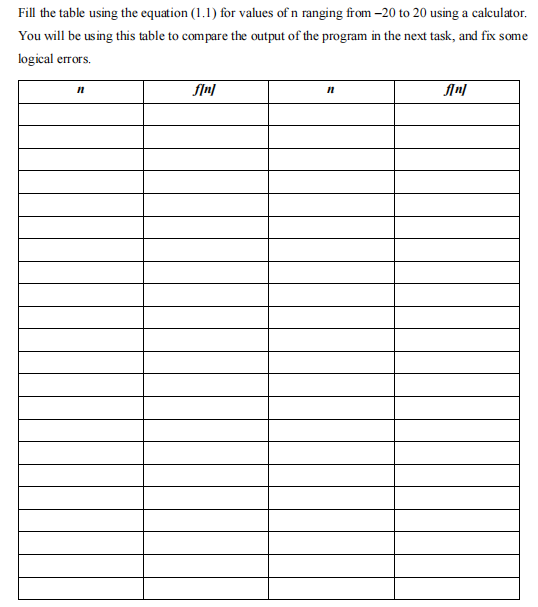 Fill the table using the equation (1.1) for values of n ranging from –20 to 20 using a calculator.
You will be using this table to compare the output of the program in the next task, and fix some
logical errors.
n f[n] n f[n]